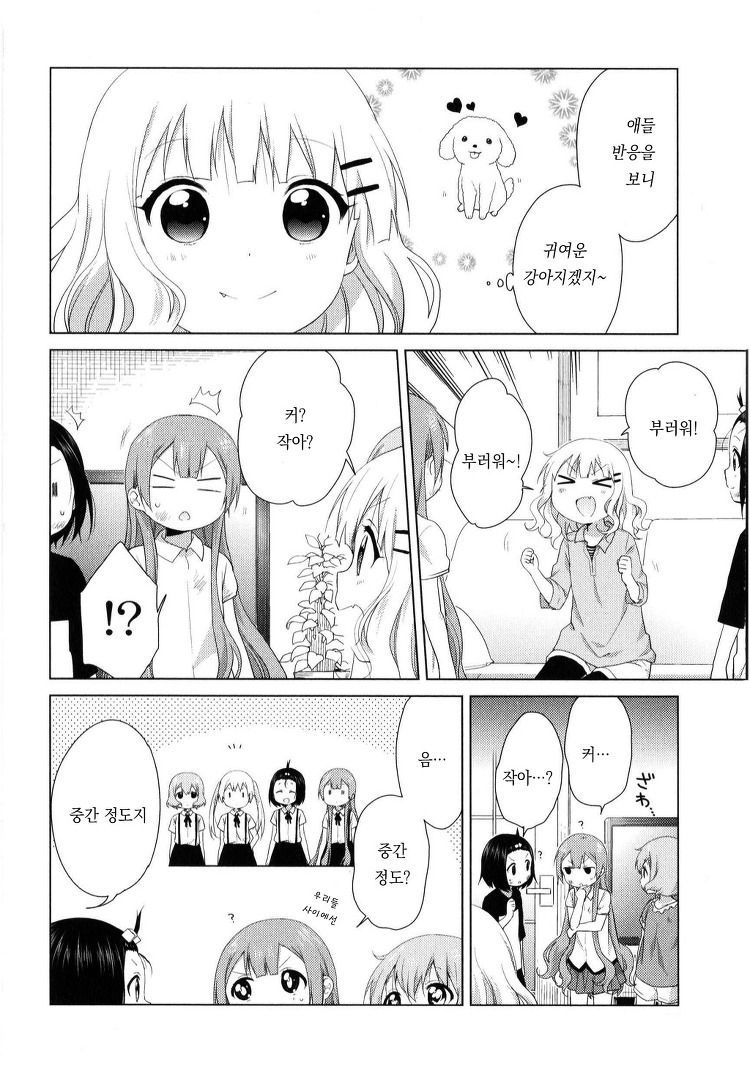 애들
반응을
보니
귀여운
강아지겠지~
부러워!
부러워~!
커?
작아?
!?
커…
작아…?
ざわ…
?
?
음…
중간
정도?
우리들
사이에선
?
중간 정도지